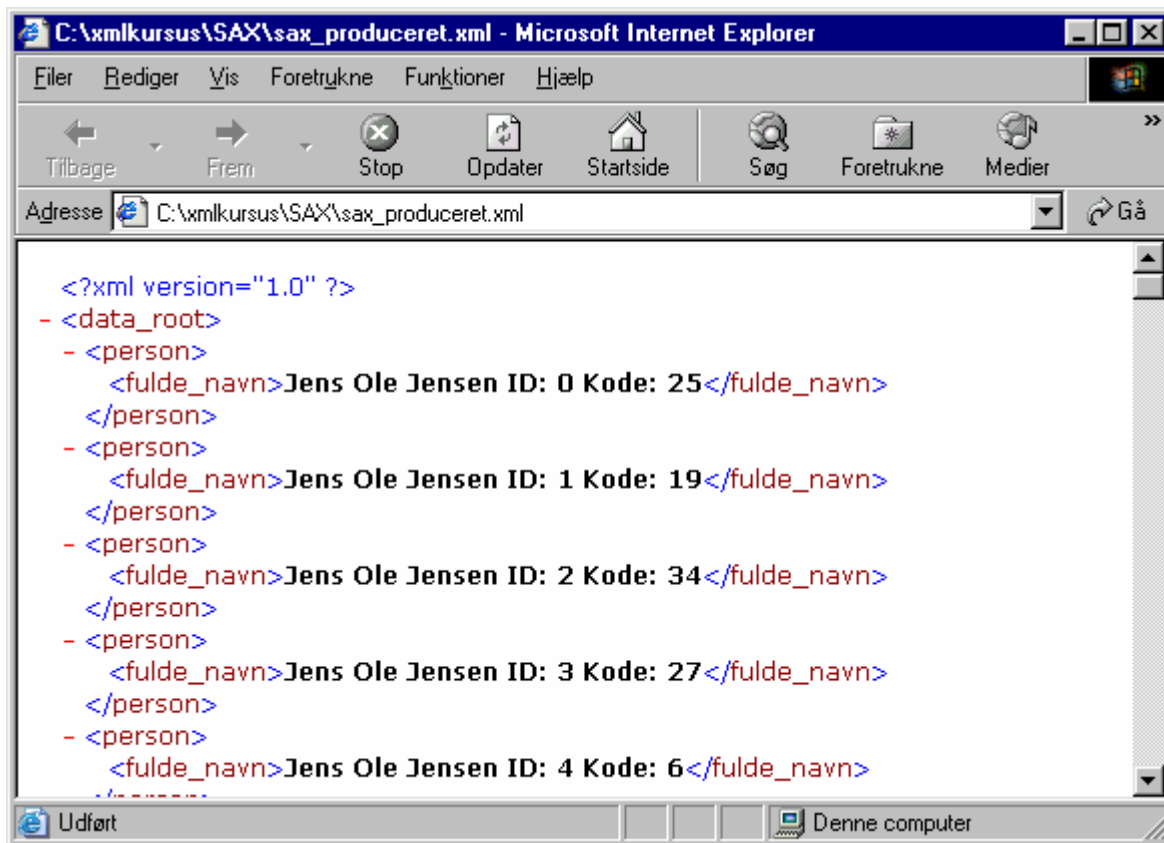 C:\xmlkursus\SAX\sax_produceret.xml - Microsoft Internet Explorer
Filer Rediger Vis Foretrukne Funktioner Hjælp
Tilbage Frem Stop Opdater Startside Søg Foretrukne Medier »
Adresse C:\xmlkursus\SAX\sax_produceret.xml Gå
<?xml version="1.0" ?>
- <data_root>
- <person>
<fulde_navn>Jens Ole Jensen ID: 0 Kode: 25</fulde_navn>
</person>
- <person>
<fulde_navn>Jens Ole Jensen ID: 1 Kode: 19</fulde_navn>
</person>
- <person>
<fulde_navn>Jens Ole Jensen ID: 2 Kode: 34</fulde_navn>
</person>
- <person>
<fulde_navn>Jens Ole Jensen ID: 3 Kode: 27</fulde_navn>
</person>
- <person>
<fulde_navn>Jens Ole Jensen ID: 4 Kode: 6</fulde_navn>
</person>
Udført Denne computer